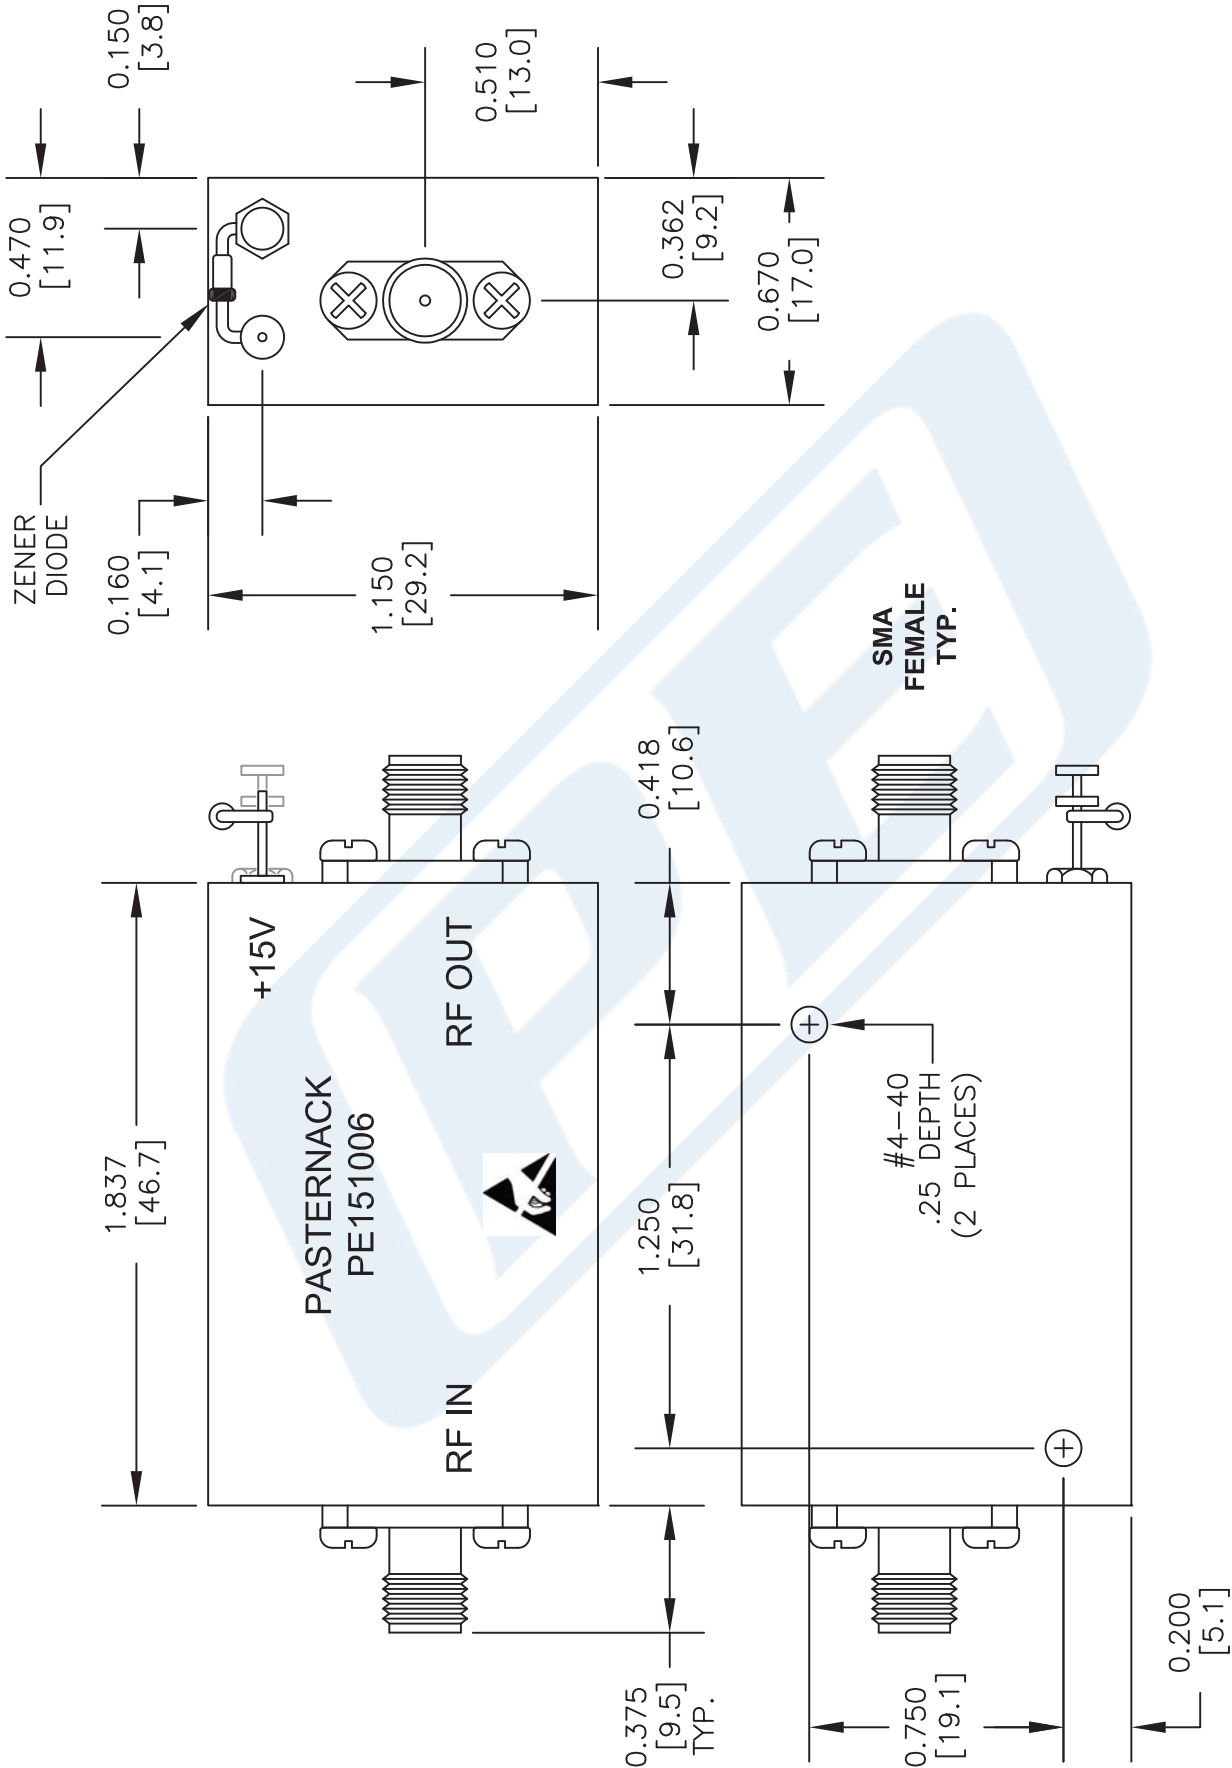 ZENER
DIODE
0.470
[11.9]
0.150
[3.8]
0.160
[4.1]
1.150
[29.2]
0.510
[13.0]
0.362
[9.2]
0.670
[17.0]
1.837
[46.7]
+15V
PASTERNACK
PE151006
RF IN
RF OUT
0.375
[9.5]
TYP.
1.250
[31.8]
0.418
[10.6]
SMA
FEMALE
TYP.
#4-40
.25 DEPTH
(2 PLACES)
0.750
[19.1]
0.200
[5.1]
PE